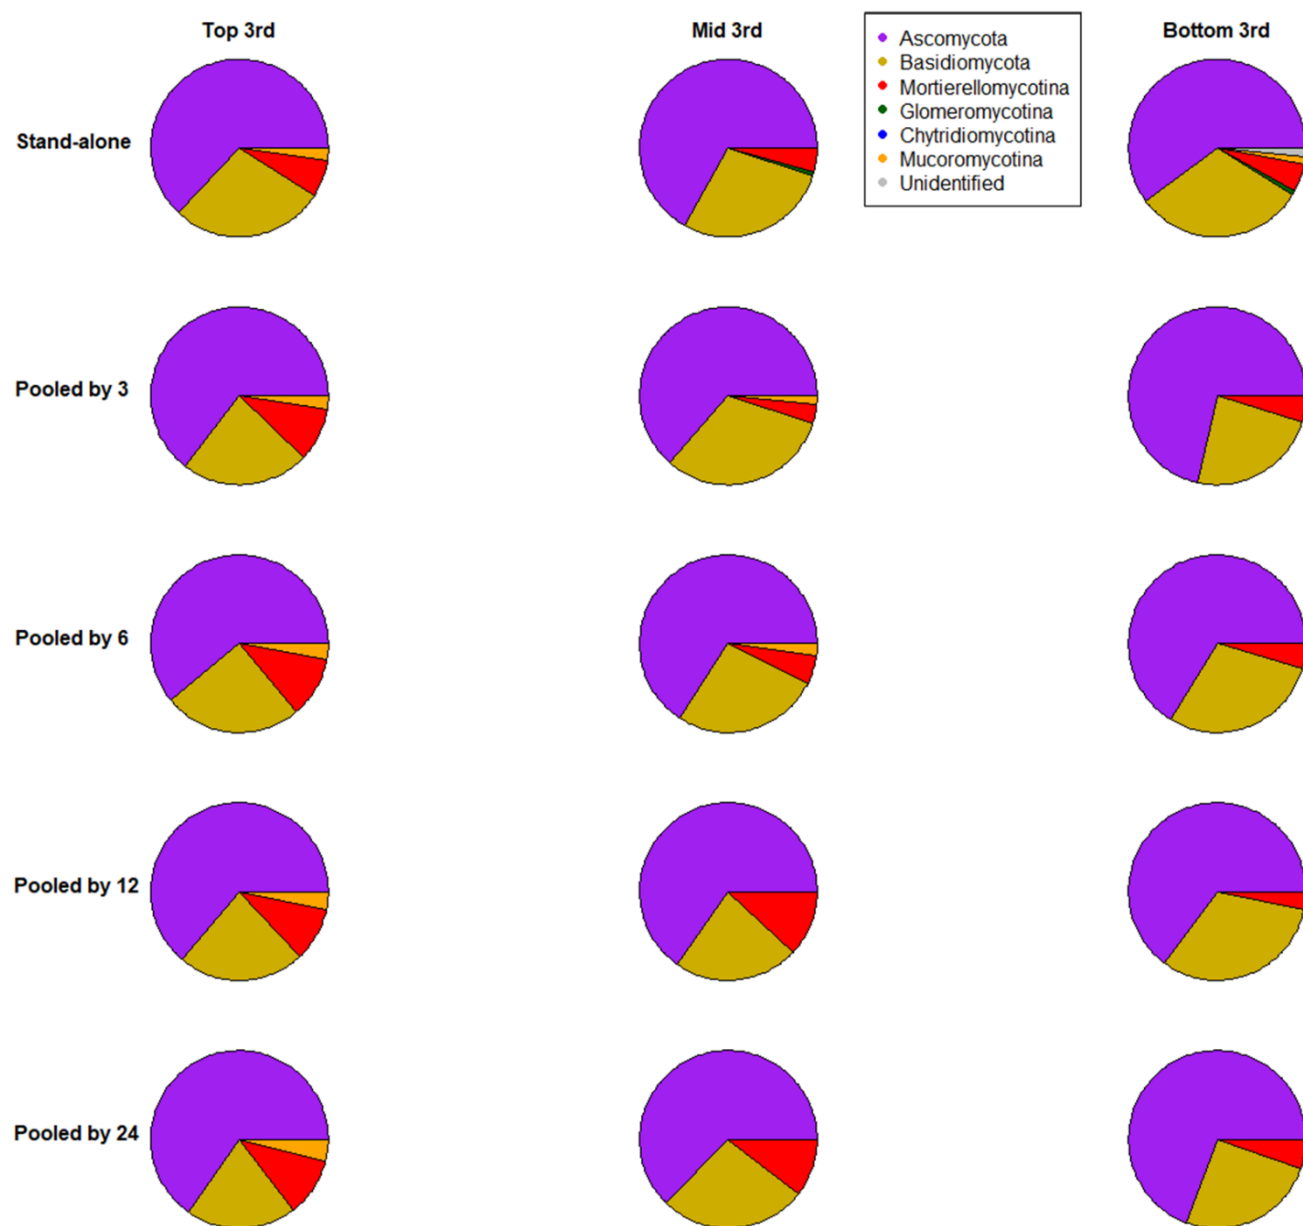 Top 3rd
Mid 3rd
Bottom 3rd
Ascomycota
Basidiomycota
Mortierellomycotina
Glomeromycotina
Chytridiomycotina
Mucoromycotina
Unidentified
Stand-alone
Pooled by 3
Pooled by 6
Pooled by 12
Pooled by 24